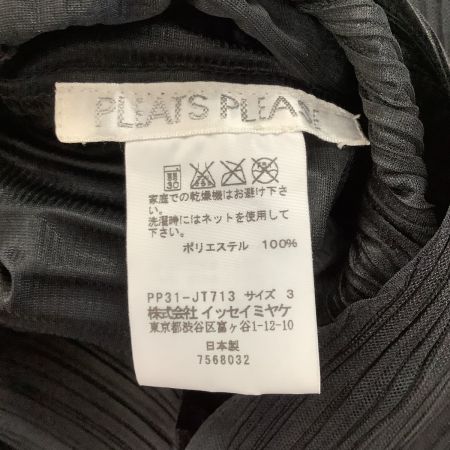 PLEATS PLEASE
家庭での乾燥機はお避け下さ
い。
洗濯時にはネットを使用して
下さい。
ポリエステル 100%
PP31-JT713 サイズ 3
株式会社 イッセイミヤケ
東京都渋谷区富ヶ谷1-12-10
日本製
7568032